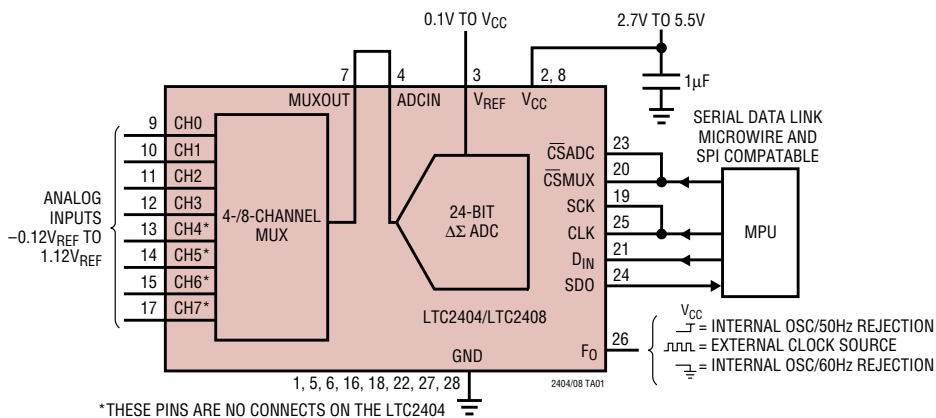 0.1V TO VCC
2.7V TO 5.5V
7
4
3
2, 8
1µF
MUXOUT
ADCIN
VREF
VCC
SERIAL DATA LINK
MICROWIRE AND
SPI COMPATABLE
ANALOG
INPUTS
–0.12VREF TO
1.12VREF
9 CH0
10 CH1
11 CH2
12 CH3
13 CH4*
14 CH5*
15 CH6*
17 CH7*
4-/8-CHANNEL
MUX
24-BIT
ΔΣ ADC
CSADC 23
CSMUX 20
SCK 19
CLK 25
DIN 21
SDO 24
MPU
LTC2404/LTC2408
GND
FO 26
VCC
= INTERNAL OSC/50Hz REJECTION
= EXTERNAL CLOCK SOURCE
= INTERNAL OSC/60Hz REJECTION
1, 5, 6, 16, 18, 22, 27, 28
2404/08 TA01
*THESE PINS ARE NO CONNECTS ON THE LTC2404